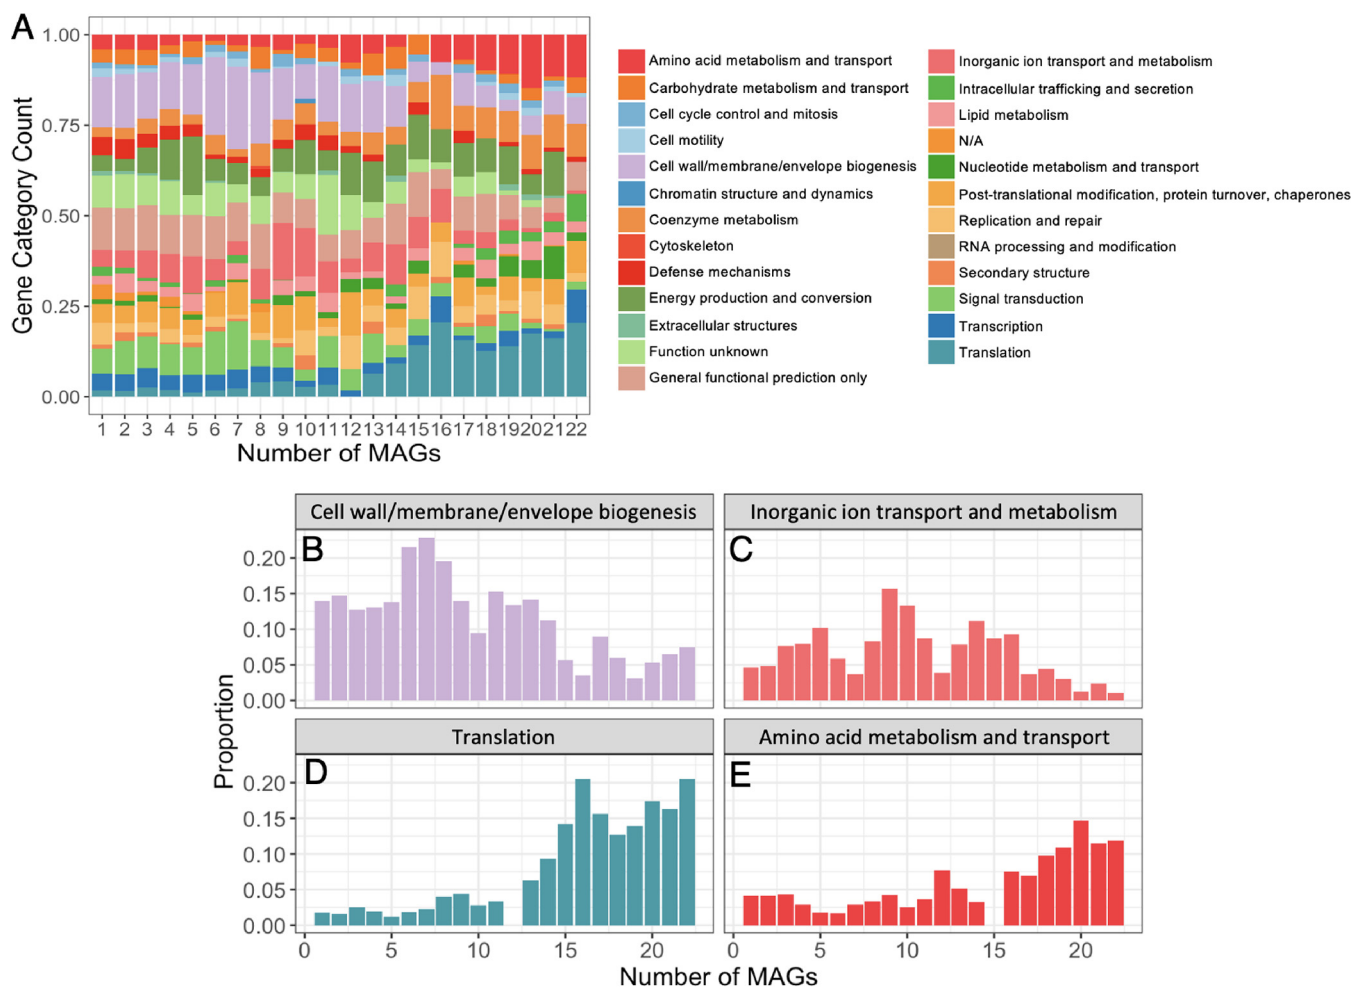 A
Gene Category Count
1.00
0.75
0.50
0.25
0.00
1 2 3 4 5 6 7 8 9 10 11 12 13 14 15 16 17 18 19 20 21 22
Number of MAGs
Amino acid metabolism and transport
Carbohydrate metabolism and transport
Cell cycle control and mitosis
Cell motility
Cell wall/membrane/envelope biogenesis
Chromatin structure and dynamics
Coenzyme metabolism
Cytoskeleton
Defense mechanisms
Energy production and conversion
Extracellular structures
Function unknown
General functional prediction only
Inorganic ion transport and metabolism
Intracellular trafficking and secretion
Lipid metabolism
N/A
Nucleotide metabolism and transport
Post-translational modification, protein turnover, chaperones
Replication and repair
RNA processing and modification
Secondary structure
Signal transduction
Transcription
Translation
Proportion
Cell wall/membrane/envelope biogenesis
B
0.20
0.15
0.10
0.05
0.00
Inorganic ion transport and metabolism
C
Translation
D
0.20
0.15
0.10
0.05
0.00
0 5 10 15 20
Amino acid metabolism and transport
E
0 5 10 15 20
Number of MAGs